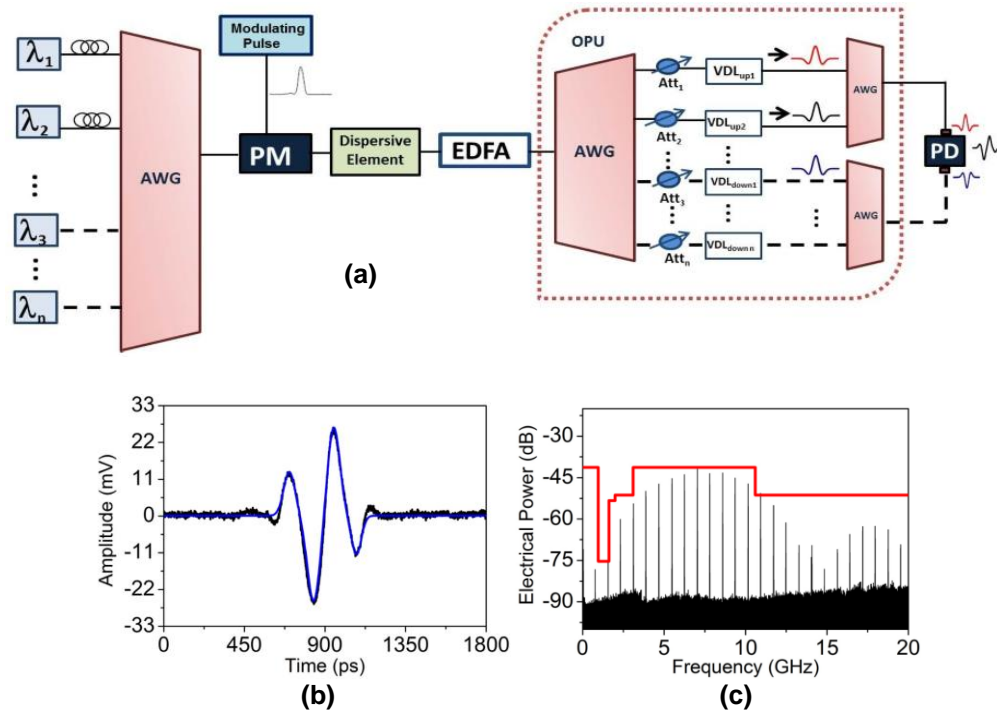 λ1
λ2
λ3
λn
AWG
Modulating
Pulse
PM
Dispersive
Element
EDFA
OPU
AWG
Att1
Att2
Att3
Attn
VDLup1
VDLup2
VDLdown1
VDLdown n
AWG
AWG
PD
(a)
33
22
11
0
-11
-22
-33
Amplitude (mV)
0
450
900
1350
1800
Time (ps)
(b)
-30
-45
-60
-75
-90
Electrical Power (dB)
0
5
10
15
20
Frequency (GHz)
(c)